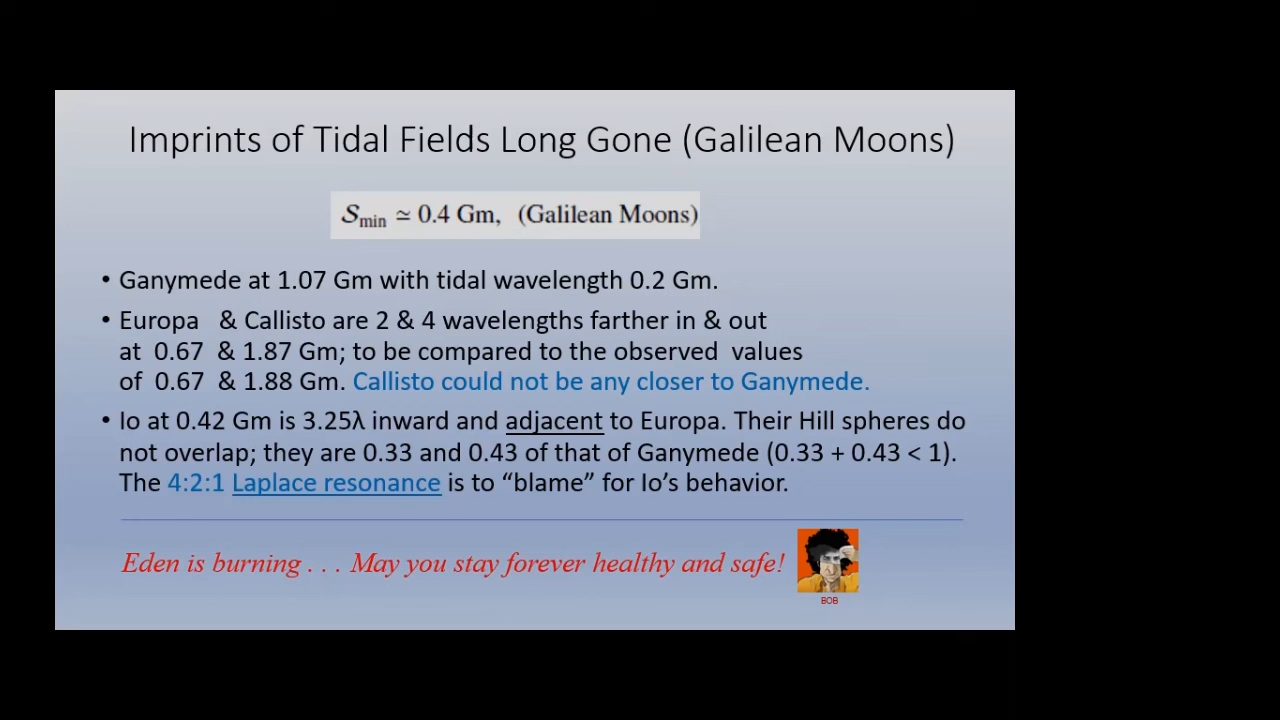 Imprints of Tidal Fields Long Gone (Galilean Moons)
𝒮min ≃ 0.4 Gm, (Galilean Moons)
• Ganymede at 1.07 Gm with tidal wavelength 0.2 Gm.
• Europa & Callisto are 2 & 4 wavelengths farther in & out
at 0.67 & 1.87 Gm; to be compared to the observed values
of 0.67 & 1.88 Gm. Callisto could not be any closer to Ganymede.
• Io at 0.42 Gm is 3.25λ inward and adjacent to Europa. Their Hill spheres do
not overlap; they are 0.33 and 0.43 of that of Ganymede (0.33 + 0.43 < 1).
The 4:2:1 Laplace resonance is to “blame” for Io’s behavior.
Eden is burning . . . May you stay forever healthy and safe!
BOB